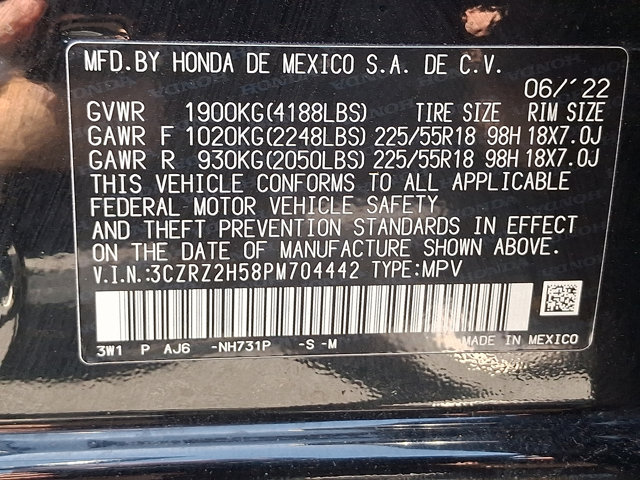 MFD.BY HONDA DE MEXICO S.A. DE C.V.
06/'22
GVWR 1900KG(4188LBS) TIRE SIZE RIM SIZE
GAWR F 1020KG(2248LBS) 225/55R18 98H 18X7.0J
GAWR R 930KG(2050LBS) 225/55R18 98H 18X7.0J
THIS VEHICLE CONFORMS TO ALL APPLICABLE
FEDERAL MOTOR VEHICLE SAFETY
AND THEFT PREVENTION STANDARDS IN EFFECT
ON THE DATE OF MANUFACTURE SHOWN ABOVE.
V.I.N.:3CZRZ2H58PM704442 TYPE:MPV
3W1 P AJ6 -NH731P -S -M MADE IN MEXICO